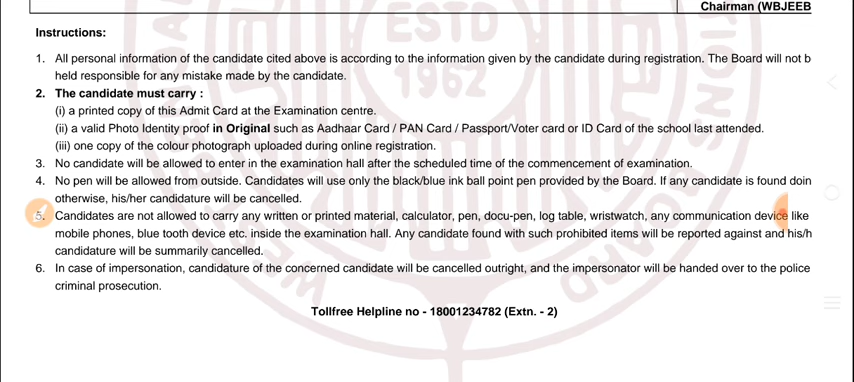 Chairman (WBJEEB
Instructions:
1. All personal information of the candidate cited above is according to the information given by the candidate during registration. The Board will not b
held responsible for any mistake made by the candidate.
2. The candidate must carry :
(i) a printed copy of this Admit Card at the Examination centre.
(ii) a valid Photo Identity proof in Original such as Aadhaar Card / PAN Card / Passport/Voter card or ID Card of the school last attended.
(iii) one copy of the colour photograph uploaded during online registration.
3. No candidate will be allowed to enter in the examination hall after the scheduled time of the commencement of examination.
4. No pen will be allowed from outside. Candidates will use only the black/blue ink ball point pen provided by the Board. If any candidate is found doin
otherwise, his/her candidature will be cancelled.
5. Candidates are not allowed to carry any written or printed material, calculator, pen, docu-pen, log table, wristwatch, any communication device like
mobile phones, blue tooth device etc. inside the examination hall. Any candidate found with such prohibited items will be reported against and his/h
candidature will be summarily cancelled.
6. In case of impersonation, candidature of the concerned candidate will be cancelled outright, and the impersonator will be handed over to the police
criminal prosecution.
Tollfree Helpline no - 18001234782 (Extn. - 2)
ESTD
1962